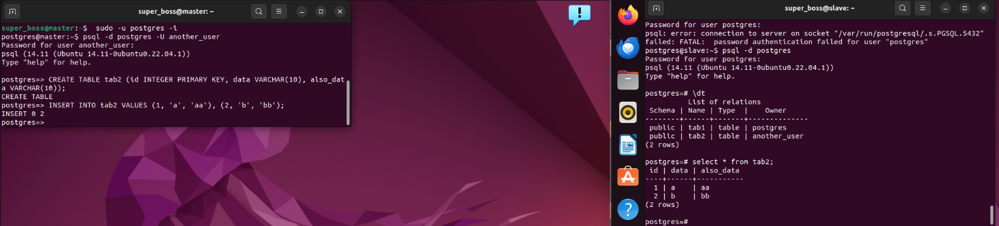 super_boss@master: ~
super_boss@master:~$  sudo -u postgres -i
postgres@master:~$ psql -d postgres -U another_user
Password for user another_user:
psql (14.11 (Ubuntu 14.11-0ubuntu0.22.04.1))
Type "help" for help.
postgres=> CREATE TABLE tab2 (id INTEGER PRIMARY KEY, data VARCHAR(10), also_dat
a VARCHAR(10));
CREATE TABLE
postgres=> INSERT INTO tab2 VALUES (1, 'a', 'aa'), (2, 'b', 'bb');
INSERT 0 2
postgres=>
super_boss@slave: ~
Password for user postgres:
psql: error: connection to server on socket "/var/run/postgresql/.s.PGSQL.5432"
failed: FATAL:  password authentication failed for user "postgres"
postgres@slave:~$ psql -d postgres
Password for user postgres:
psql (14.11 (Ubuntu 14.11-0ubuntu0.22.04.1))
Type "help" for help.
postgres=# \dt
            List of relations
 Schema | Name | Type  |    Owner
--------+------+-------+--------------
 public | tab1 | table | postgres
 public | tab2 | table | another_user
(2 rows)
postgres=# select * from tab2;
 id | data | also_data
----+------+-----------
  1 | a    | aa
  2 | b    | bb
(2 rows)
postgres=#